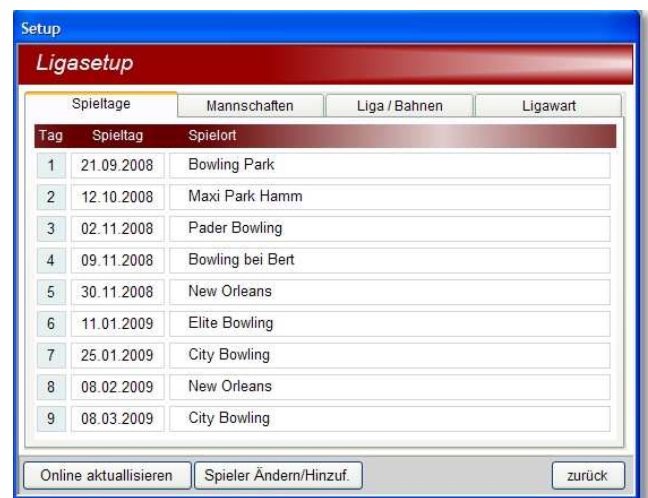 Setup
Ligasetup
Spieltage Mannschaften Liga / Bahnen Ligawart
Tag Spieltag Spielort
1 21.09.2008 Bowling Park
2 12.10.2008 Maxi Park Hamm
3 02.11.2008 Pader Bowling
4 09.11.2008 Bowling bei Bert
5 30.11.2008 New Orleans
6 11.01.2009 Elite Bowling
7 25.01.2009 City Bowling
8 08.02.2009 New Orleans
9 08.03.2009 City Bowling
Online aktuallisieren Spieler Ändern/Hinzuf. zurück